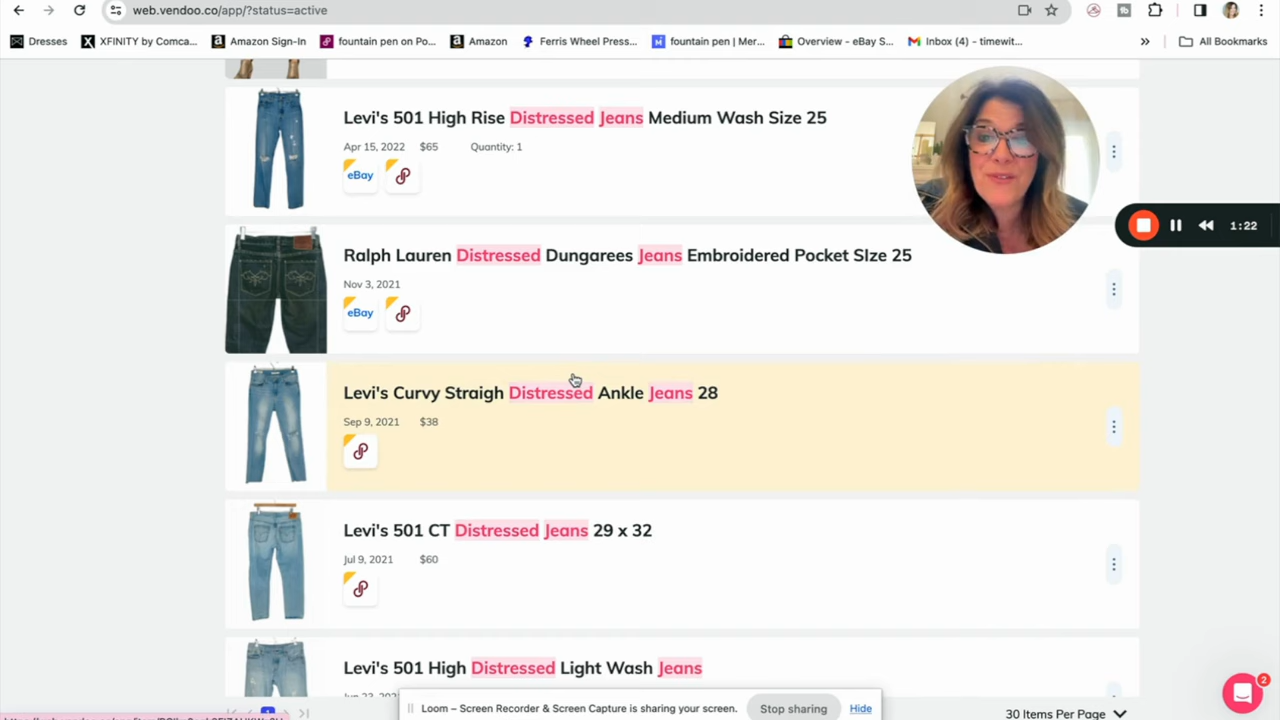 web.vendoo.co/app/?status=active
Dresses
XFINITY by Comca...
Amazon Sign-In
fountain pen on Po...
Amazon
Ferris Wheel Press...
fountain pen | Mer...
Overview - eBay S...
Inbox (4) - timewit...
»
All Bookmarks
Levi's 501 High Rise Distressed Jeans Medium Wash Size 25
Apr 15, 2022 $65 Quantity: 1
eBay
1:22
Ralph Lauren Distressed Dungarees Jeans Embroidered Pocket SIze 25
Nov 3, 2021
eBay
Levi's Curvy Straigh Distressed Ankle Jeans 28
Sep 9, 2021 $38
Levi's 501 CT Distressed Jeans 29 x 32
Jul 9, 2021 $60
Levi's 501 High Distressed Light Wash Jeans
2
Loom – Screen Recorder & Screen Capture is sharing your screen.
Stop sharing
Hide
1
30 Items Per Page